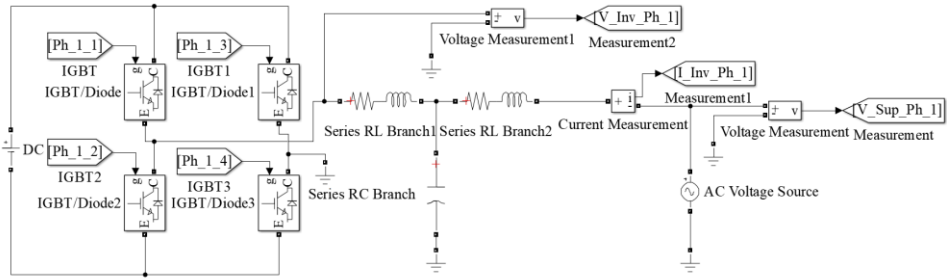 [V_Inv_Ph_1]
+
-
v
Voltage Measurement1
Measurement2
[Ph_1_1]
[Ph_1_3]
IGBT
IGBT1
g
C
g
C
IGBT/Diode
IGBT/Diode1
E
E
[I_Inv_Ph_1]
Measurement1
+
i
-
Current Measurement
[V_Sup_Ph_1]
+
-
v
Voltage Measurement
Measurement
Series RL Branch1
Series RL Branch2
+
+
+
DC
[Ph_1_2]
[Ph_1_4]
IGBT2
IGBT3
g
C
g
C
IGBT/Diode2
IGBT/Diode3
E
E
Series RC Branch
+
AC Voltage Source